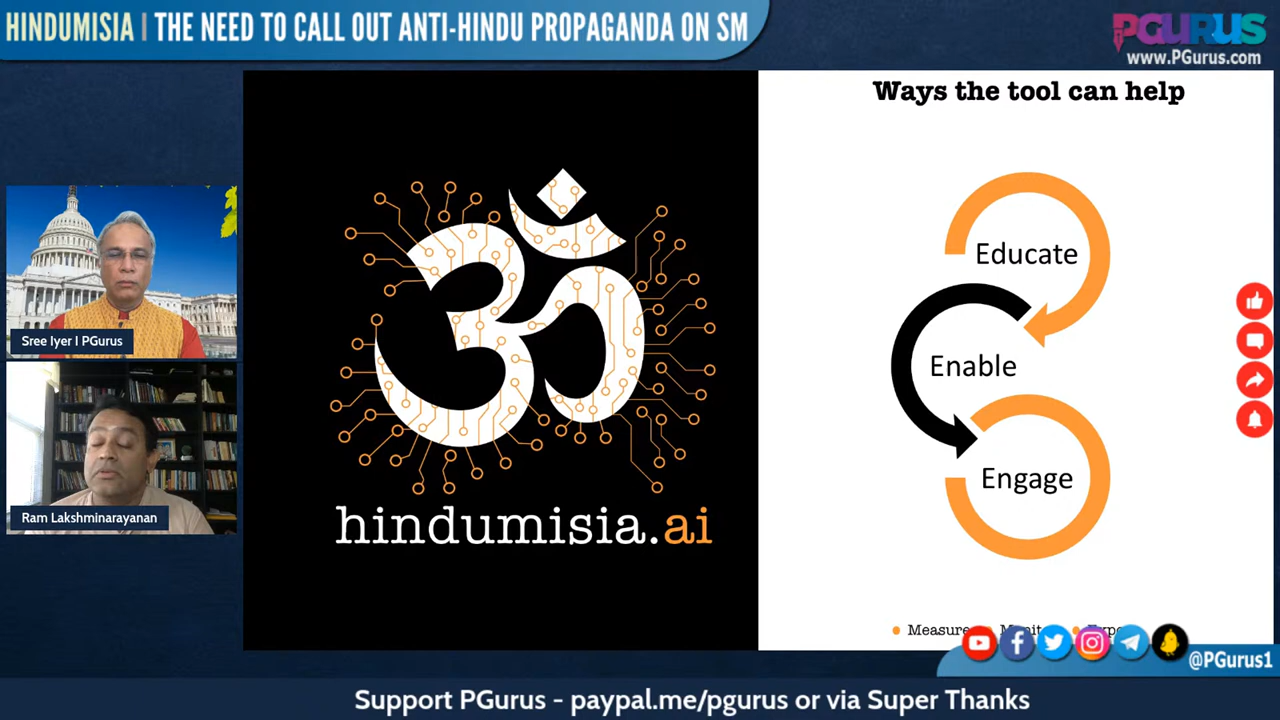 HINDUMISIA | THE NEED TO CALL OUT ANTI-HINDU PROPAGANDA ON SM
PGURUS
www.PGurus.com
Ways the tool can help
Educate
Enable
Engage
Sree Iyer I PGurus
Ram Lakshminarayanan
ॐ
hindumisia.ai
Measure
@PGurus1
Support PGurus - paypal.me/pgurus or via Super Thanks